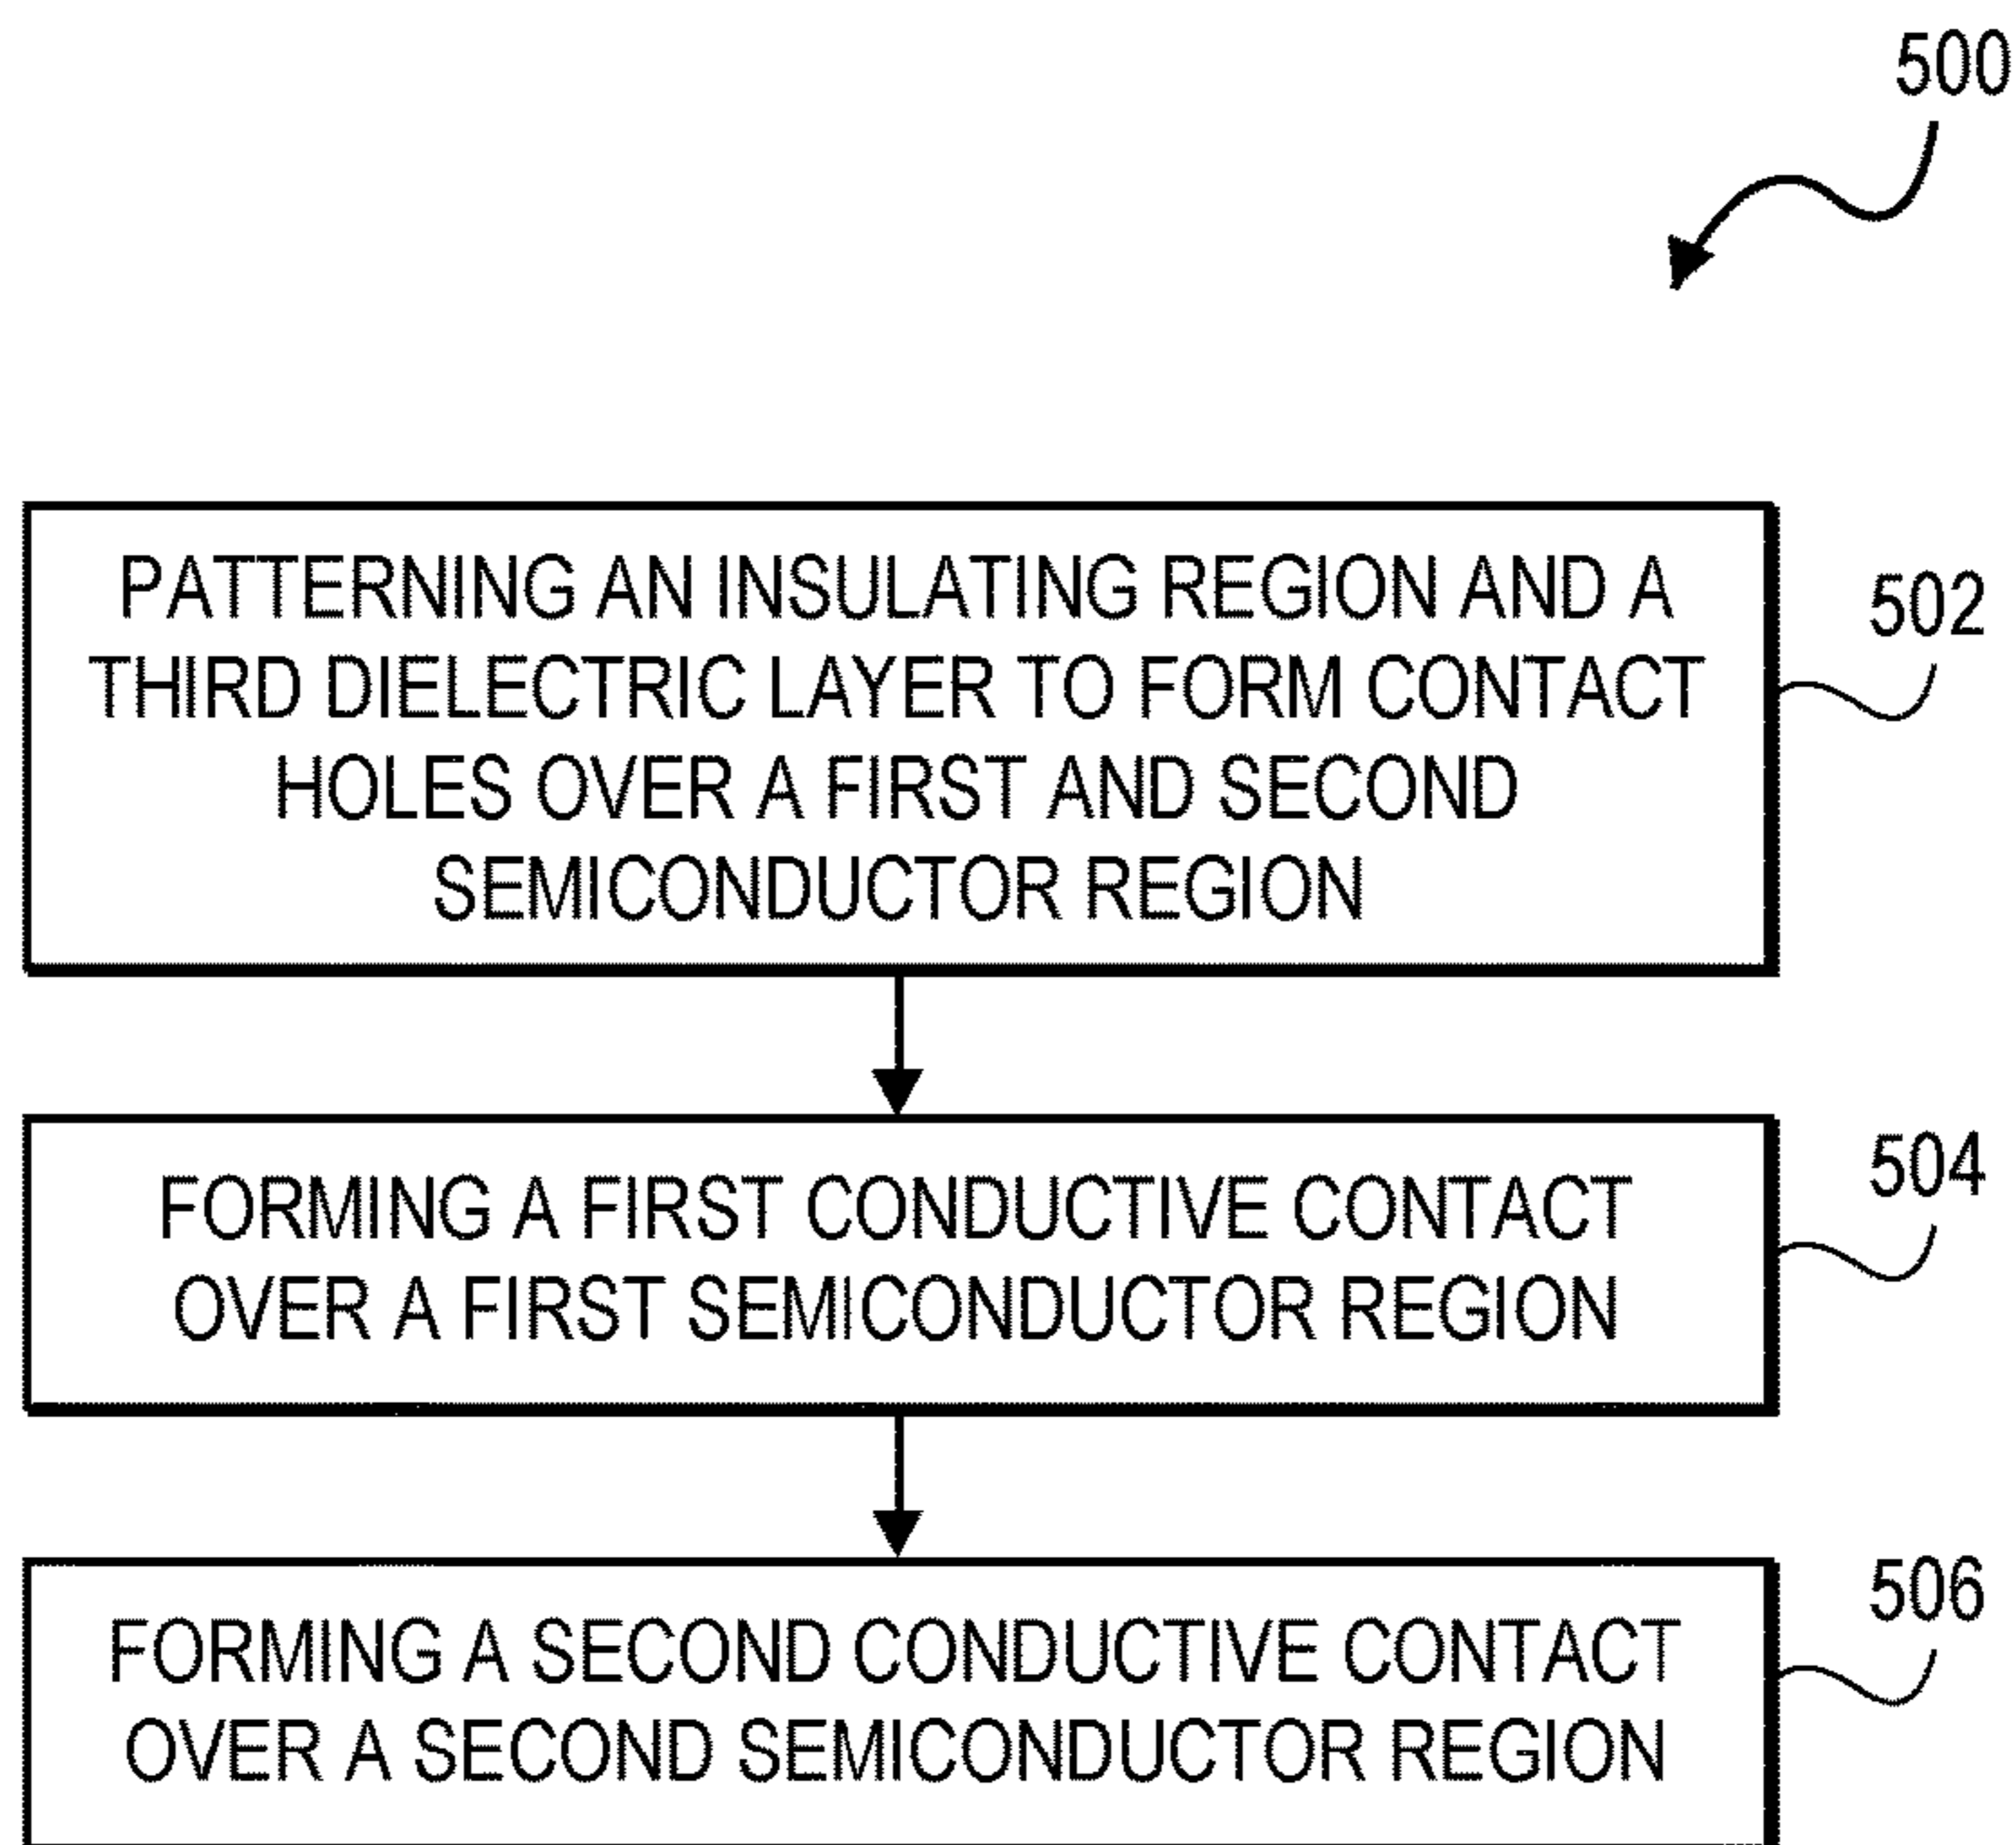 500
PATTERNING AN INSULATING REGION AND A
THIRD DIELECTRIC LAYER TO FORM CONTACT
HOLES OVER A FIRST AND SECOND
SEMICONDUCTOR REGION
502
FORMING A FIRST CONDUCTIVE CONTACT
OVER A FIRST SEMICONDUCTOR REGION
504
FORMING A SECOND CONDUCTIVE CONTACT
OVER A SECOND SEMICONDUCTOR REGION
506